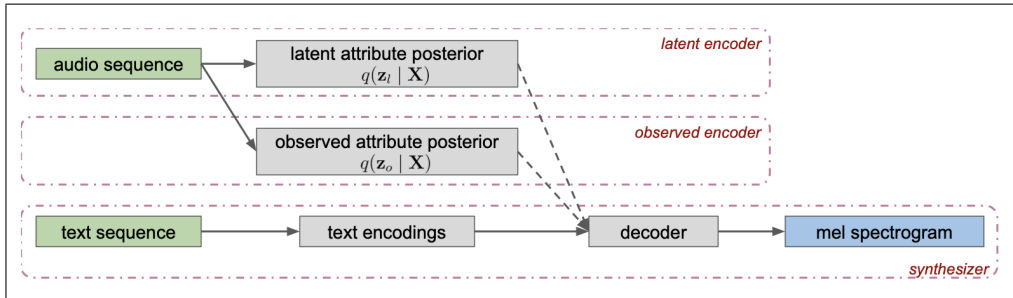 latent encoder
audio sequence
latent attribute posterior
q(z_l | X)
observed encoder
observed attribute posterior
q(z_o | X)
text sequence
text encodings
decoder
mel spectrogram
synthesizer